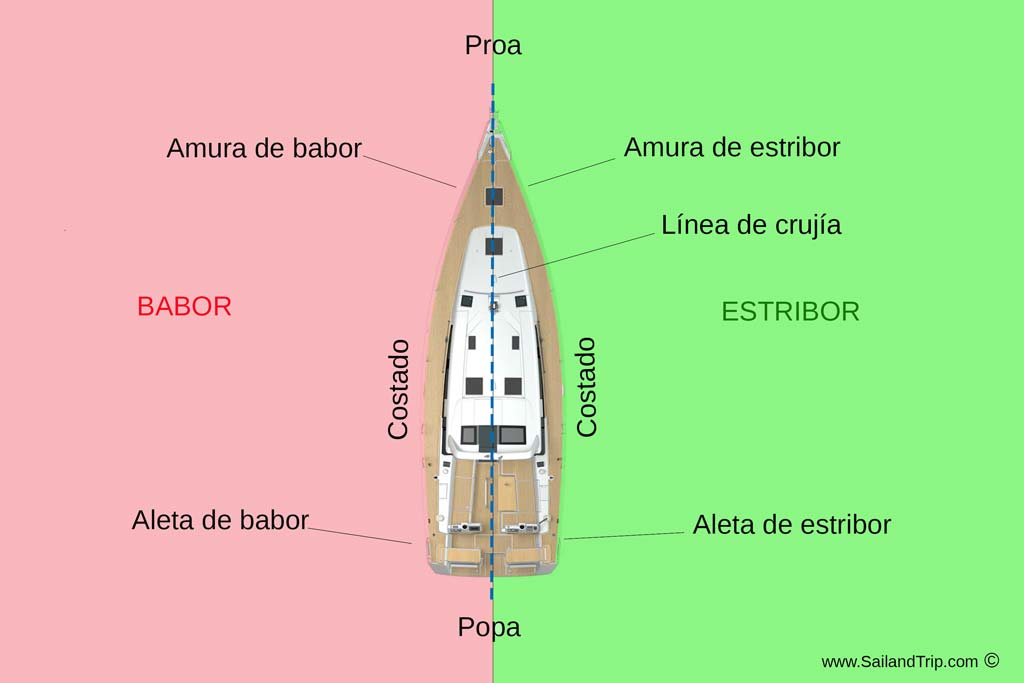 Proa
Amura de babor
Amura de estribor
Línea de crujía
BABOR
ESTRIBOR
Costado
Costado
Aleta de babor
Aleta de estribor
Popa
www.SailandTrip.com ©